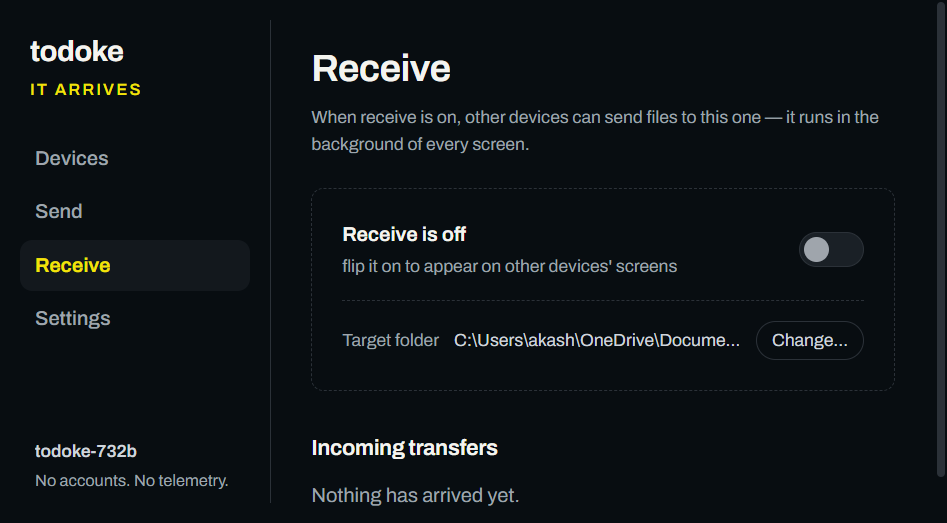 todoke
IT ARRIVES
Devices
Send
Receive
Settings
todoke-732b
No accounts. No telemetry.
Receive
When receive is on, other devices can send files to this one — it runs in the
background of every screen.
Receive is off
flip it on to appear on other devices' screens
Target folder C:\Users\akash\OneDrive\Docume... Change...
Incoming transfers
Nothing has arrived yet.